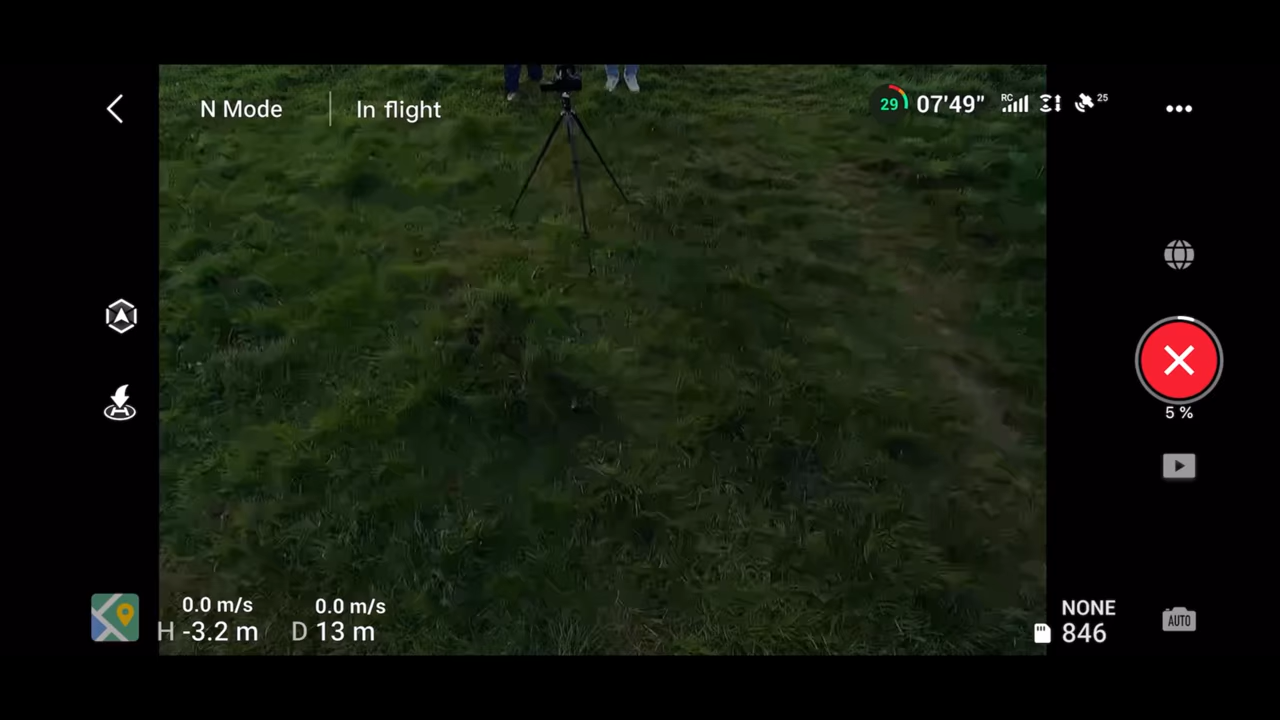 N Mode
In flight
29
07'49"
RC
25
5 %
0.0 m/s
0.0 m/s
H -3.2 m
D 13 m
NONE
846
AUTO